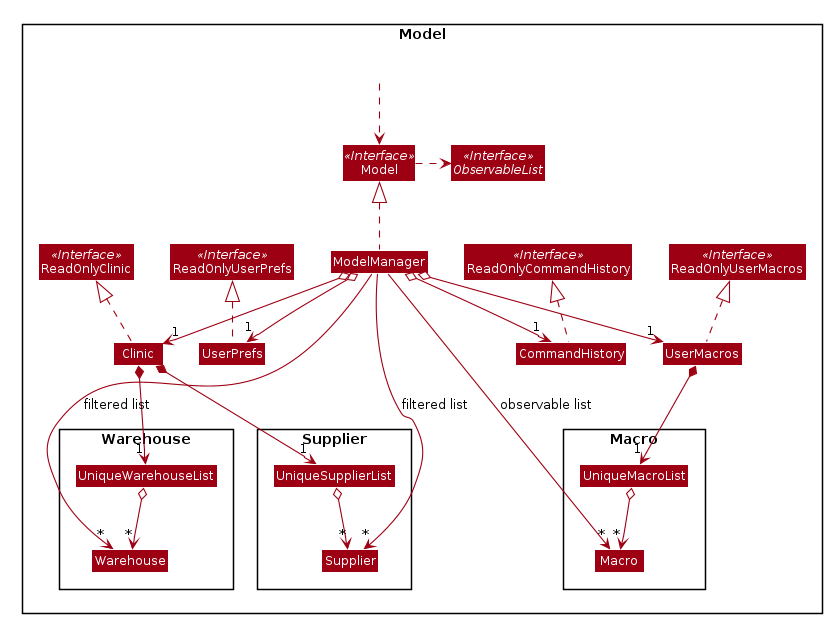 Model
«Interface»
Model
«Interface»
ObservableList
«Interface»
ReadOnlyClinic
«Interface»
ReadOnlyUserPrefs
ModelManager
«Interface»
ReadOnlyCommandHistory
«Interface»
ReadOnlyUserMacros
1
1
1
1
Clinic
UserPrefs
CommandHistory
UserMacros
filtered list
filtered list
observable list
Warehouse
Supplier
Macro
1
1
1
UniqueWarehouseList
UniqueSupplierList
UniqueMacroList
*
*
*
*
*
*
Warehouse
Supplier
Macro